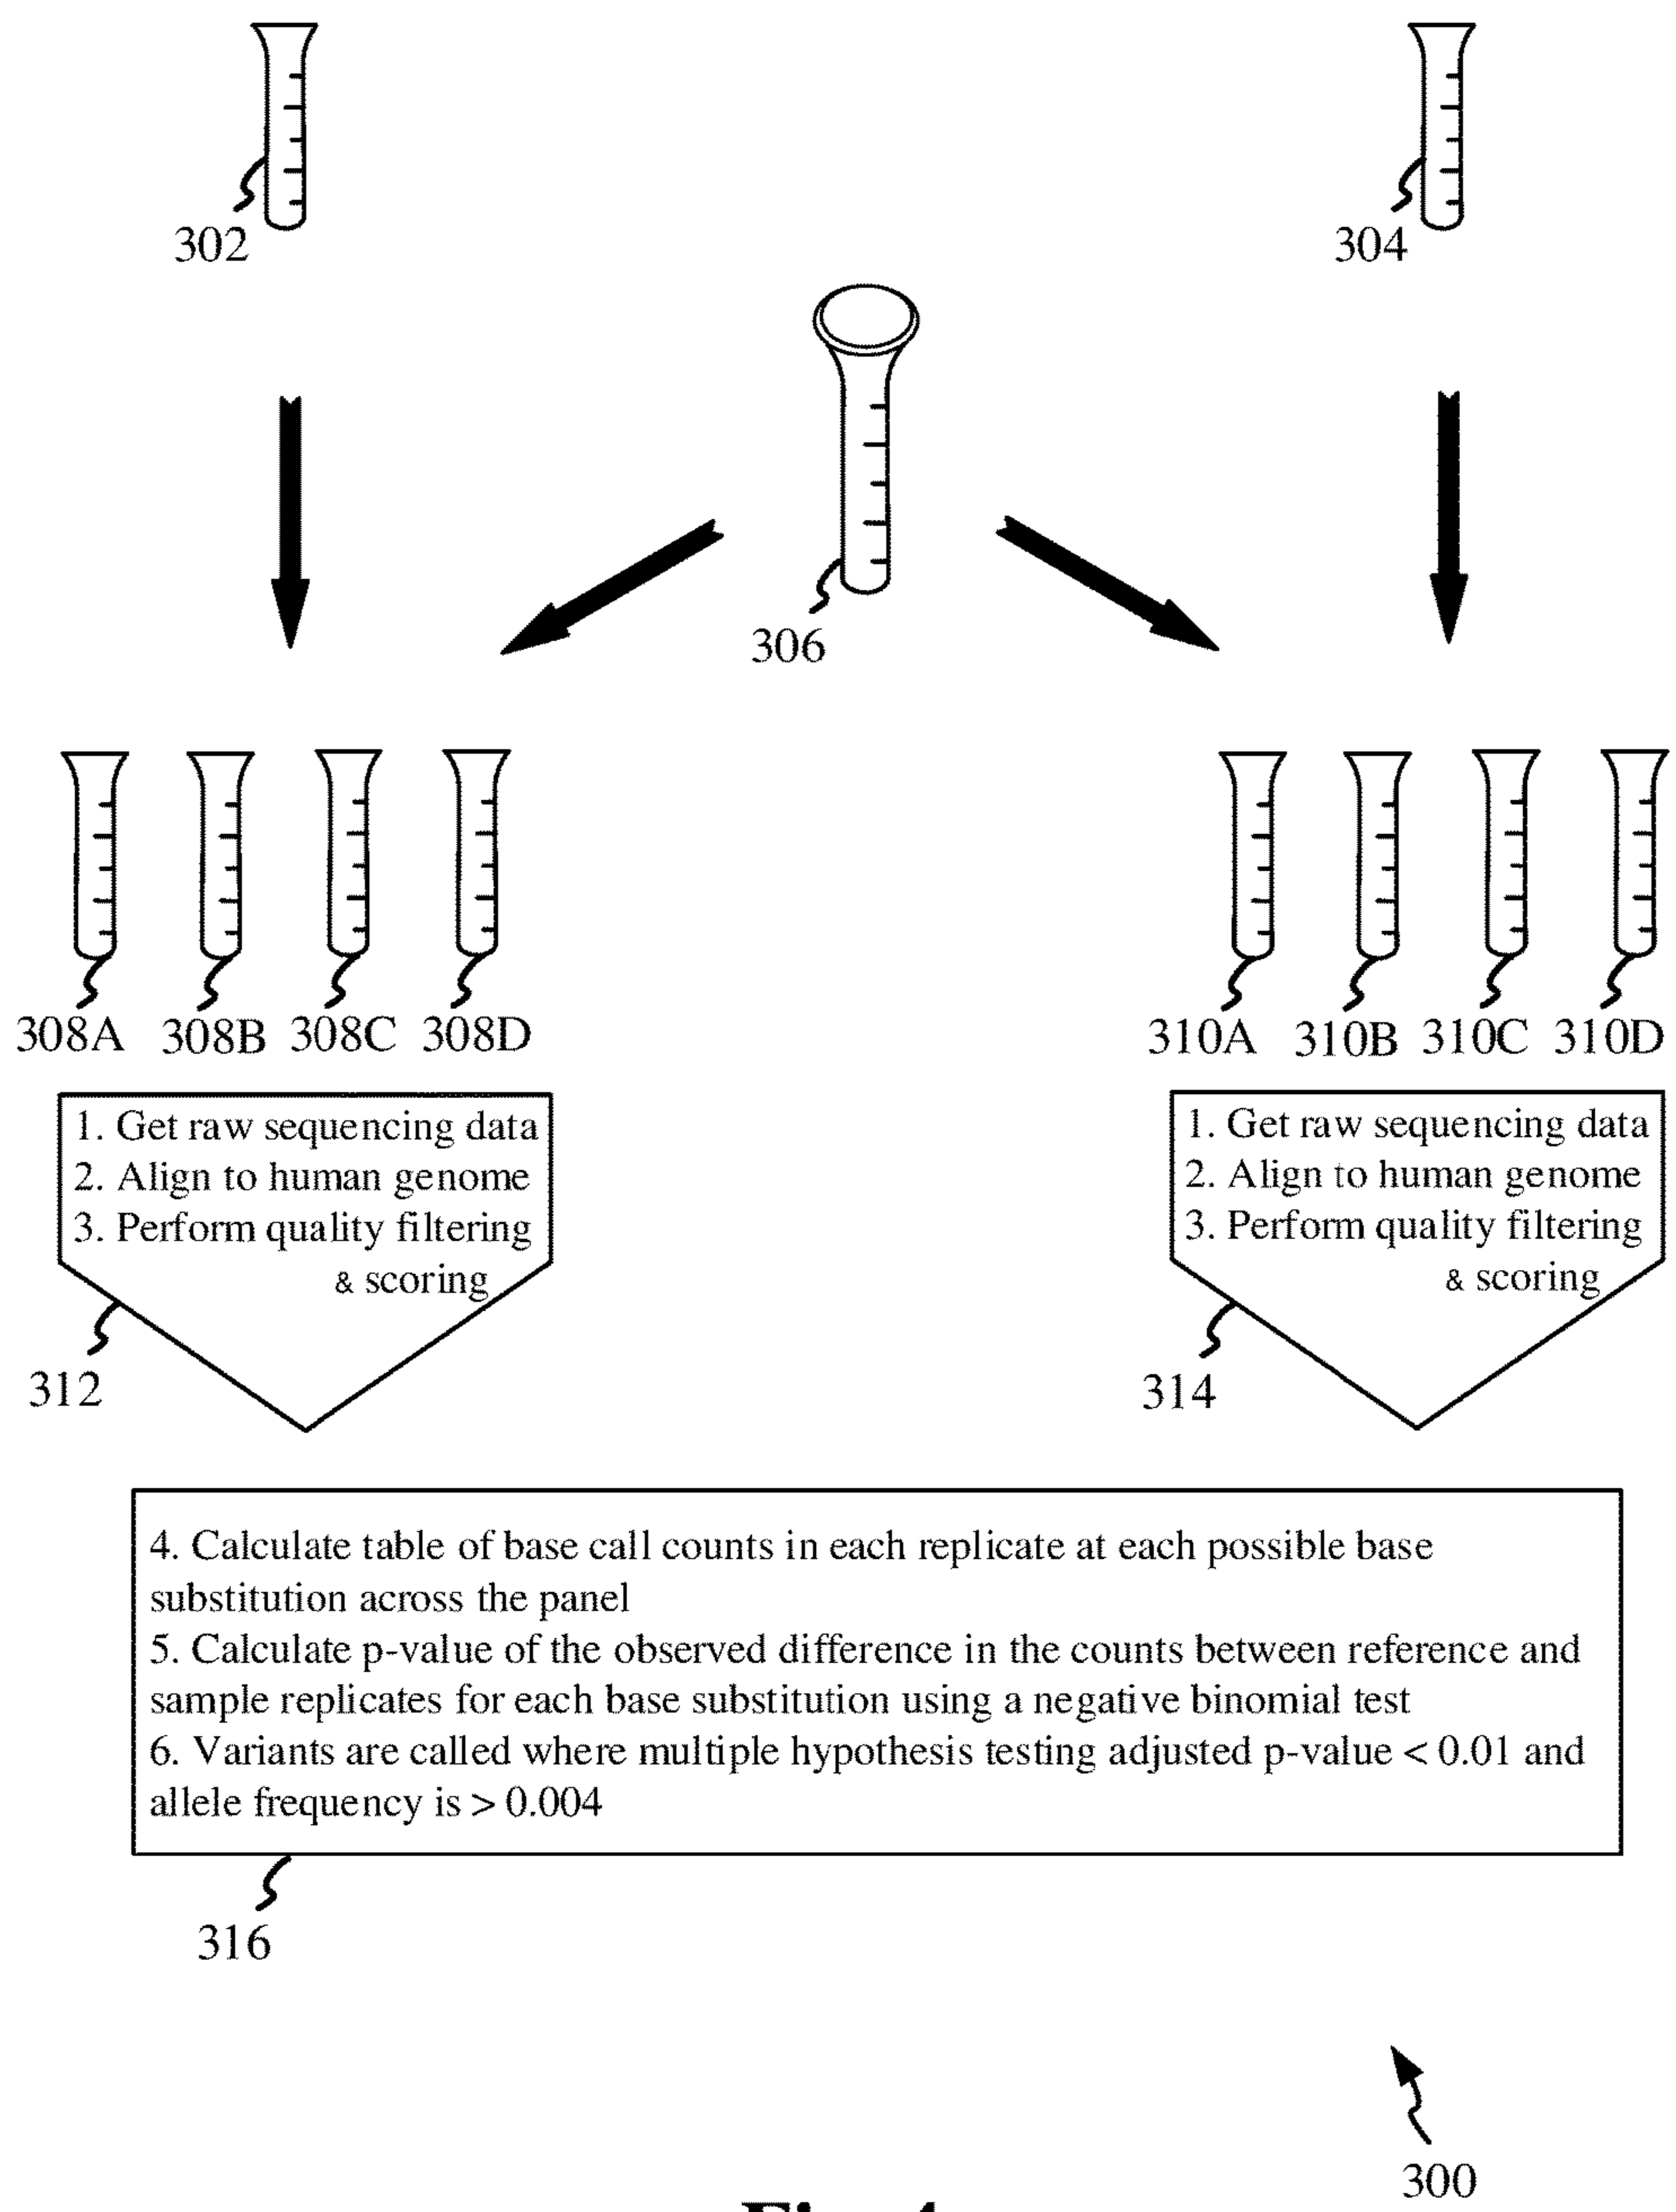 302
304
306
308A 308B 308C 308D
310A 310B 310C 310D
1. Get raw sequencing data
2. Align to human genome
3. Perform quality filtering
& scoring
312
1. Get raw sequencing data
2. Align to human genome
3. Perform quality filtering
& scoring
314
4. Calculate table of base call counts in each replicate at each possible base
substitution across the panel
5. Calculate p-value of the observed difference in the counts between reference and
sample replicates for each base substitution using a negative binomial test
6. Variants are called where multiple hypothesis testing adjusted p-value < 0.01 and
allele frequency is > 0.004
316
300